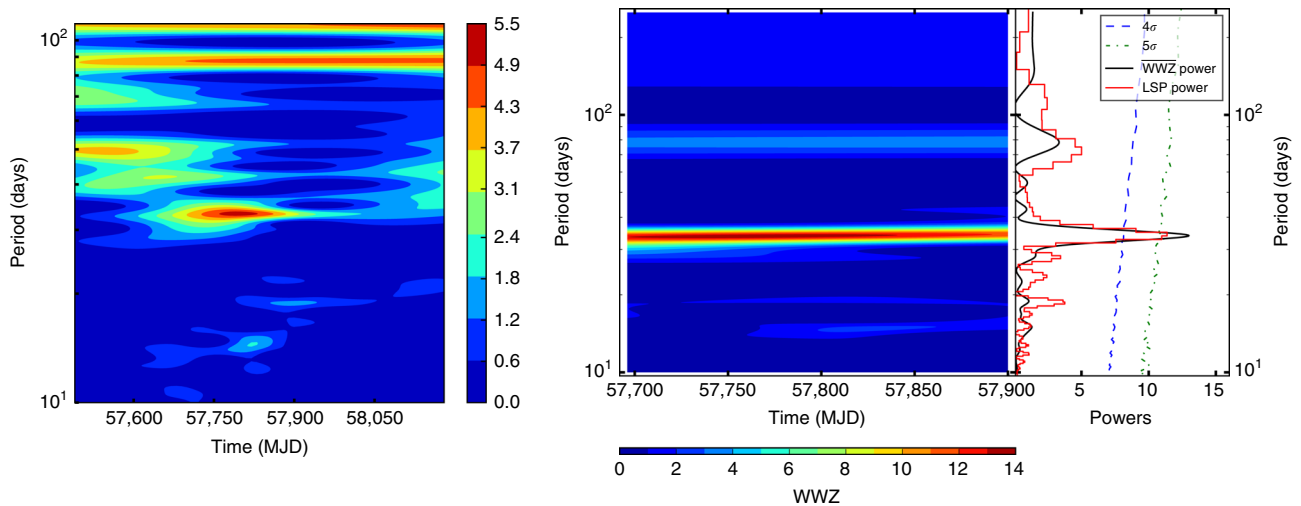 10²
10¹
Period (days)
57,600 57,750 57,900 58,050
Time (MJD)
5.5
4.9
4.3
3.7
3.1
2.4
1.8
1.2
0.6
0.0
10²
10¹
Period (days)
57,700 57,750 57,800 57,850 57,900
Time (MJD)
4σ
5σ
WWZ power
LSP power
0 5 10 15
Powers
10²
10¹
Period (days)
0 2 4 6 8 10 12 14
WWZ